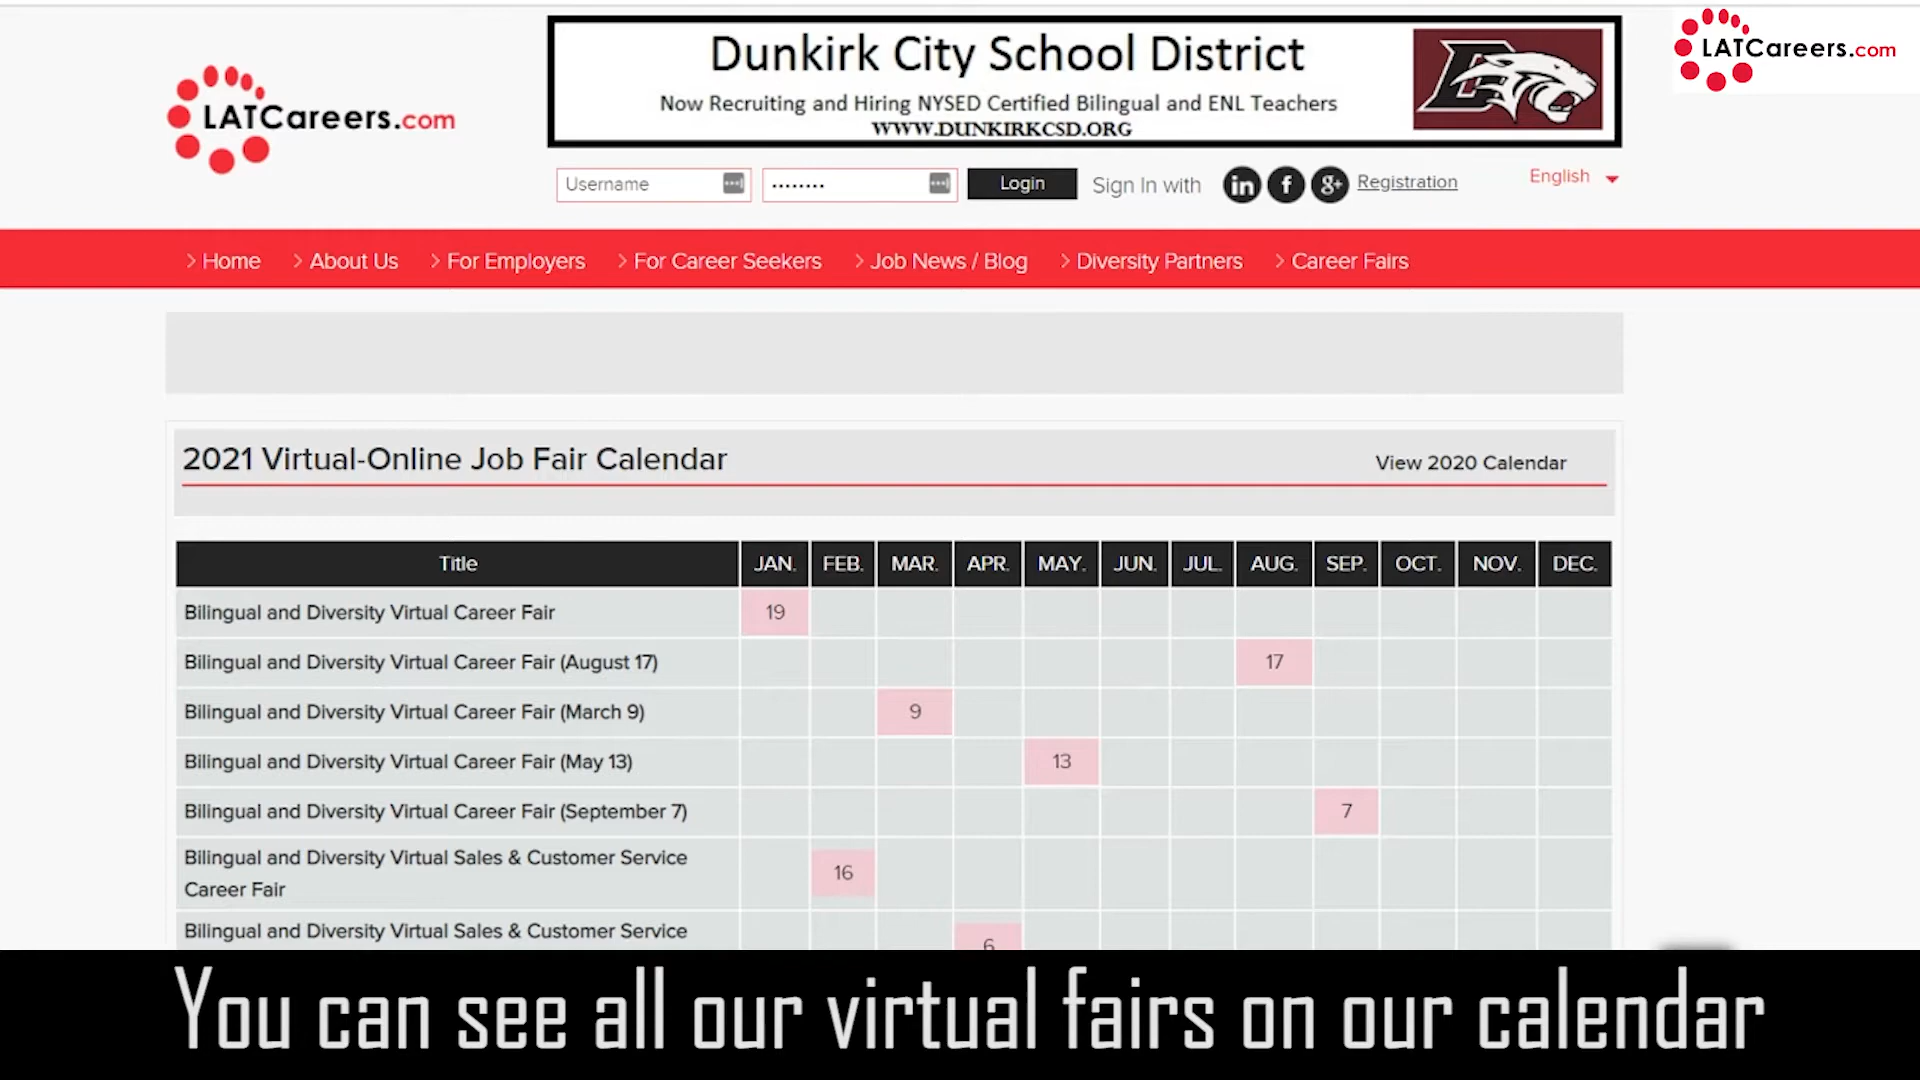 Dunkirk City School District
Now Recruiting and Hiring NYSED Certified Bilingual and ENL Teachers
WWW.DUNKIRKCSD.ORG
LATCareers.com
LATCareers.com
Username
Login
Sign In with
in f g+
Registration
English
> Home > About Us > For Employers > For Career Seekers > Job News / Blog > Diversity Partners > Career Fairs
2021 Virtual-Online Job Fair Calendar
View 2020 Calendar
Title JAN. FEB. MAR. APR. MAY. JUN. JUL. AUG. SEP. OCT. NOV. DEC.
Bilingual and Diversity Virtual Career Fair 19
Bilingual and Diversity Virtual Career Fair (August 17) 17
Bilingual and Diversity Virtual Career Fair (March 9) 9
Bilingual and Diversity Virtual Career Fair (May 13) 13
Bilingual and Diversity Virtual Career Fair (September 7) 7
Bilingual and Diversity Virtual Sales & Customer Service
Career Fair 16
Bilingual and Diversity Virtual Sales & Customer Service 6
You can see all our virtual fairs on our calendar